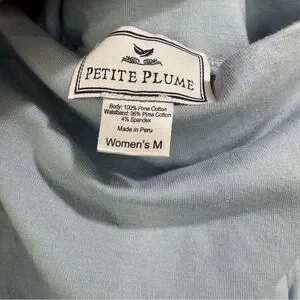 PETITE PLUME
Body: 100% Pima Cotton
Waistband: 96% Pima Cotton
4% Spandex
Made in Peru
Women's M